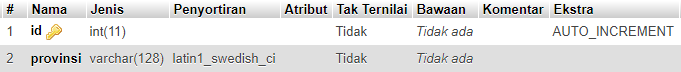 # Nama Jenis Penyortiran Atribut Tak Ternilai Bawaan Komentar Ekstra
1 id int(11) Tidak Tidak ada AUTO_INCREMENT
2 provinsi varchar(128) latin1_swedish_ci Tidak Tidak ada